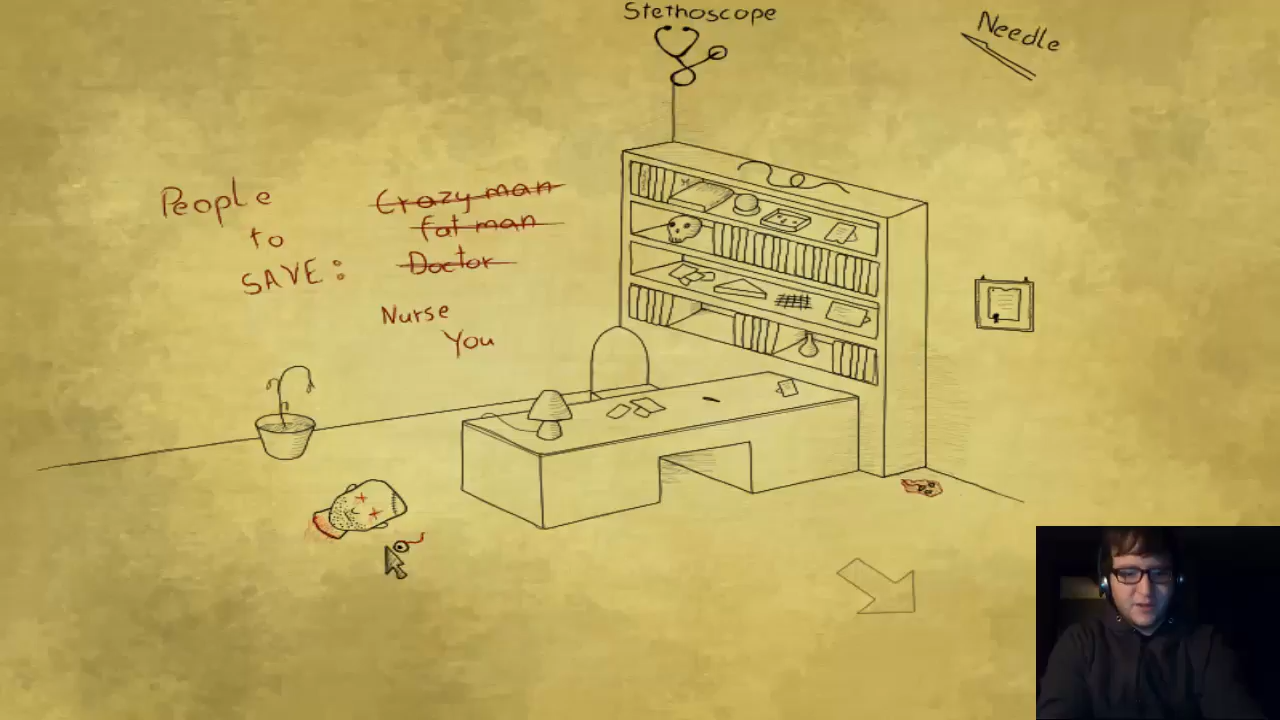 Stethoscope
Needle
People
to
SAVE:
Crazy man
fat man
Doctor
Nurse
You